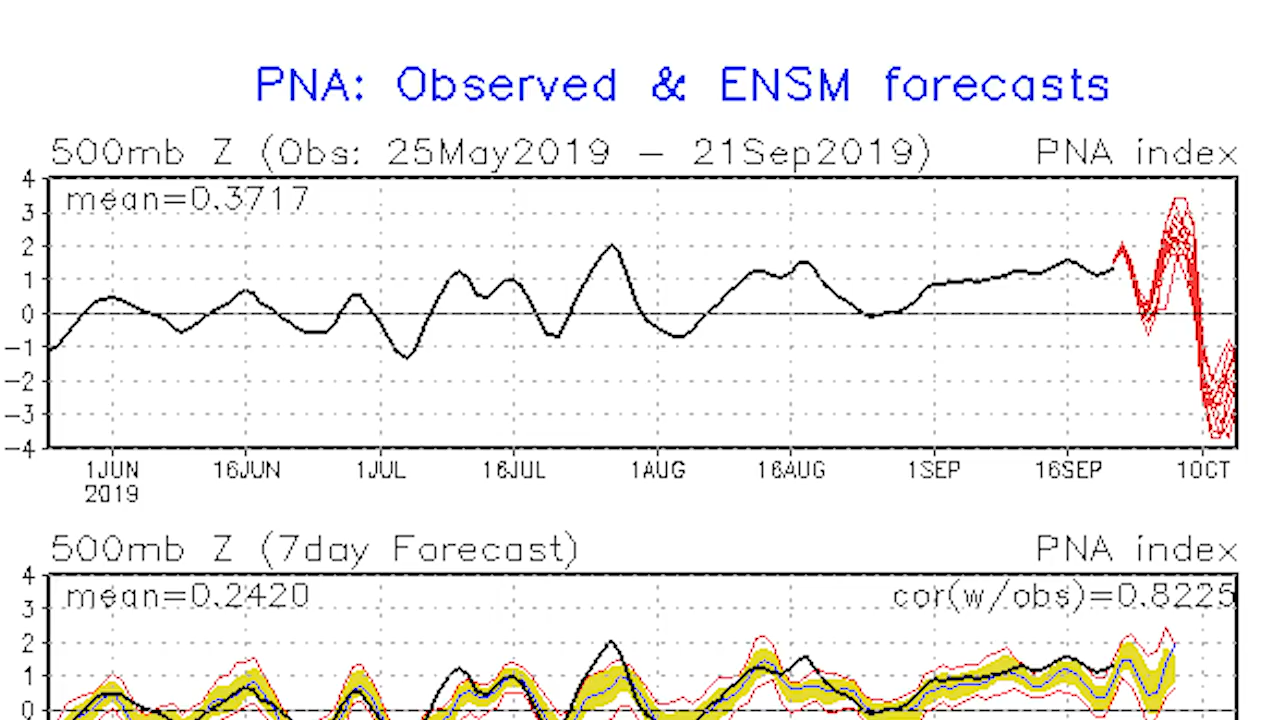 PNA: Observed & ENSM forecasts
500mb Z (Obs: 25May2019 – 21Sep2019) PNA index
mean=0.3717
4
3
2
1
0
−1
−2
−3
−4
1JUN 16JUN 1JUL 16JUL 1AUG 16AUG 1SEP 16SEP 1OCT
2019
500mb Z (7day Forecast) PNA index
mean=0.2420 cor(w/obs)=0.8225
4
3
2
1
0